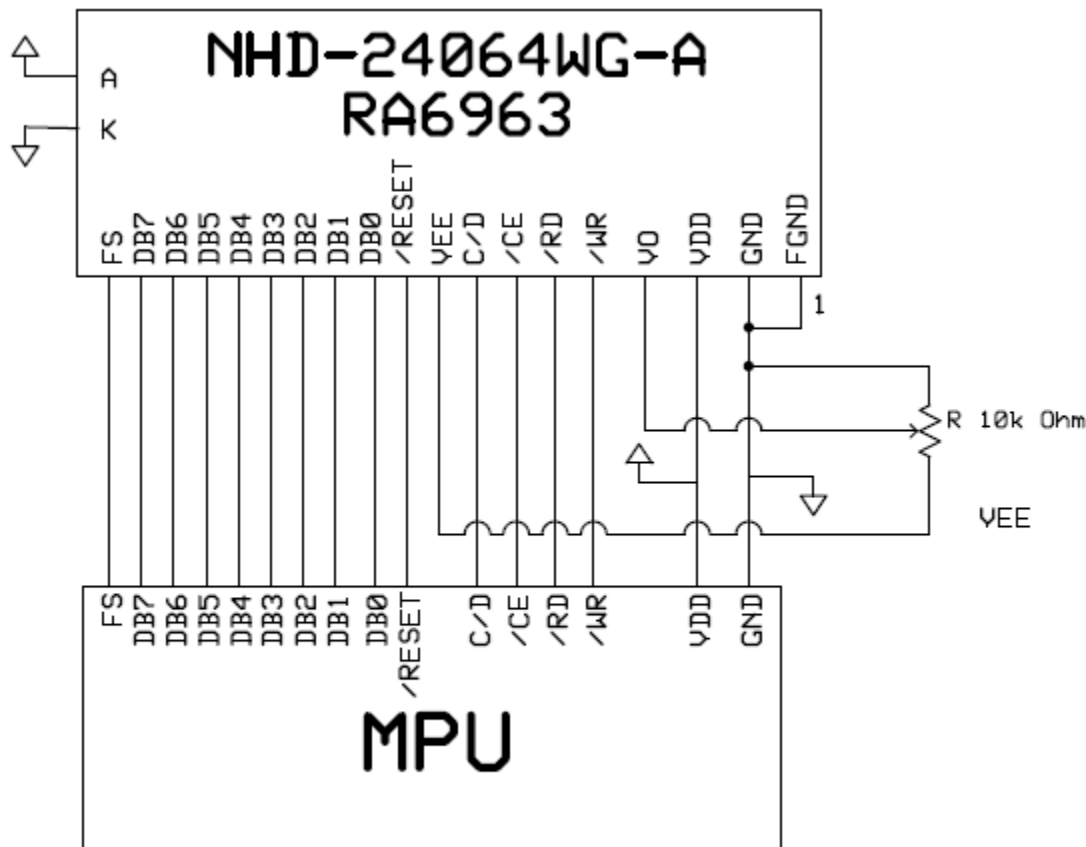 NHD-24064WG-A
RA6963
A
K
FS
DB7
DB6
DB5
DB4
DB3
DB2
DB1
DB0
/RESET
VEE
C/D
/CE
/RD
/WR
VO
VDD
GND
FGND
1
R 10k Ohm
VEE
FS
DB7
DB6
DB5
DB4
DB3
DB2
DB1
DB0
/RESET
C/D
/CE
/RD
/WR
VDD
GND
MPU